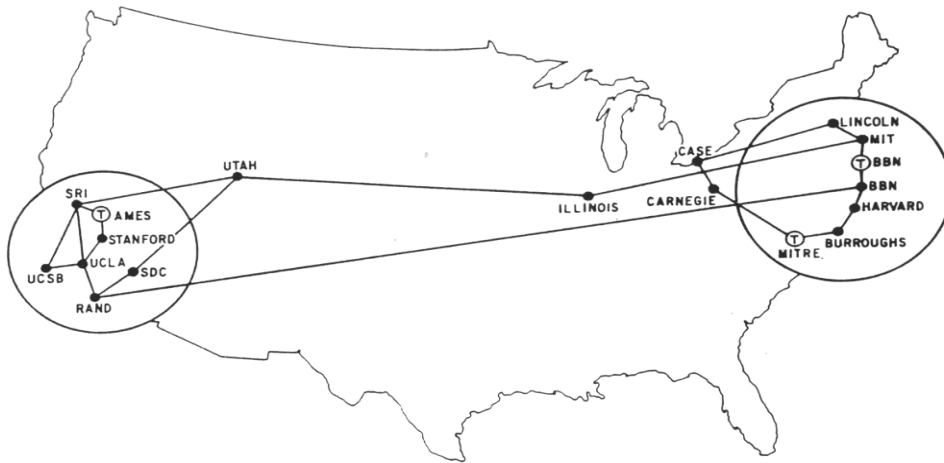 LINCOLN
MIT
CASE
T BBN
UTAH
BBN
SRI
ILLINOIS
CARNEGIE
T AMES
HARVARD
STANFORD
BURROUGHS
T
MITRE.
UCLA
SDC
UCSB
RAND